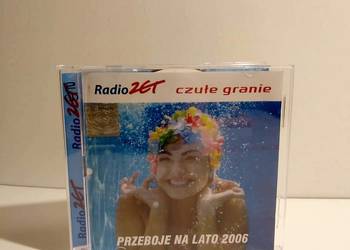 Radio ZET czułe granie
Radio ZET
Radio ZET
PRZEBOJE NA LATO 2006